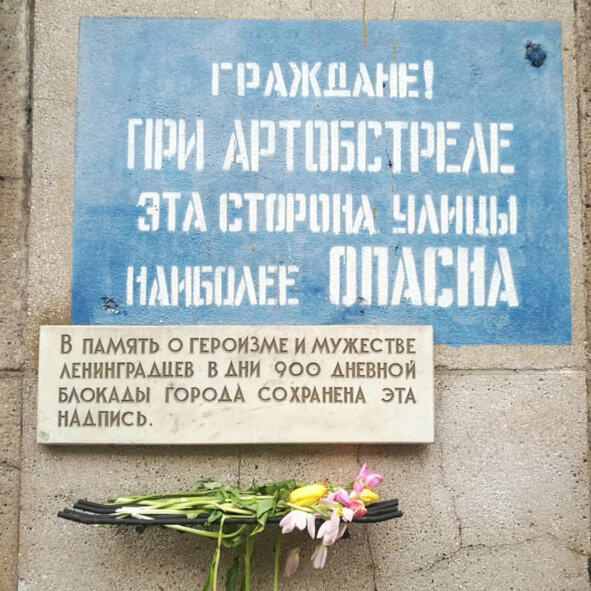 ГРАЖДАНЕ!
ПРИ АРТОБСТРЕЛЕ
ЭТА СТОРОНА УЛИЦЫ
НАИБОЛЕЕ ОПАСНА
В ПАМЯТЬ О ГЕРОИЗМЕ И МУЖЕСТВЕ
ЛЕНИНГРАДЦЕВ В ДНИ 900 ДНЕВНОЙ
БЛОКАДЫ ГОРОДА СОХРАНЕНА ЭТА
НАДПИСЬ.